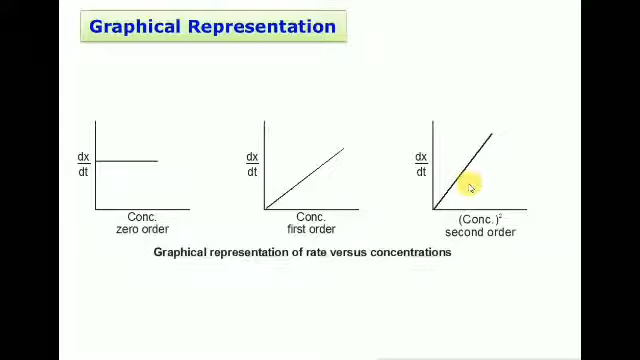 Graphical Representation
dx
dt
Conc.
zero order
dx
dt
Conc.
first order
dx
dt
(Conc.)²
second order
Graphical representation of rate versus concentrations